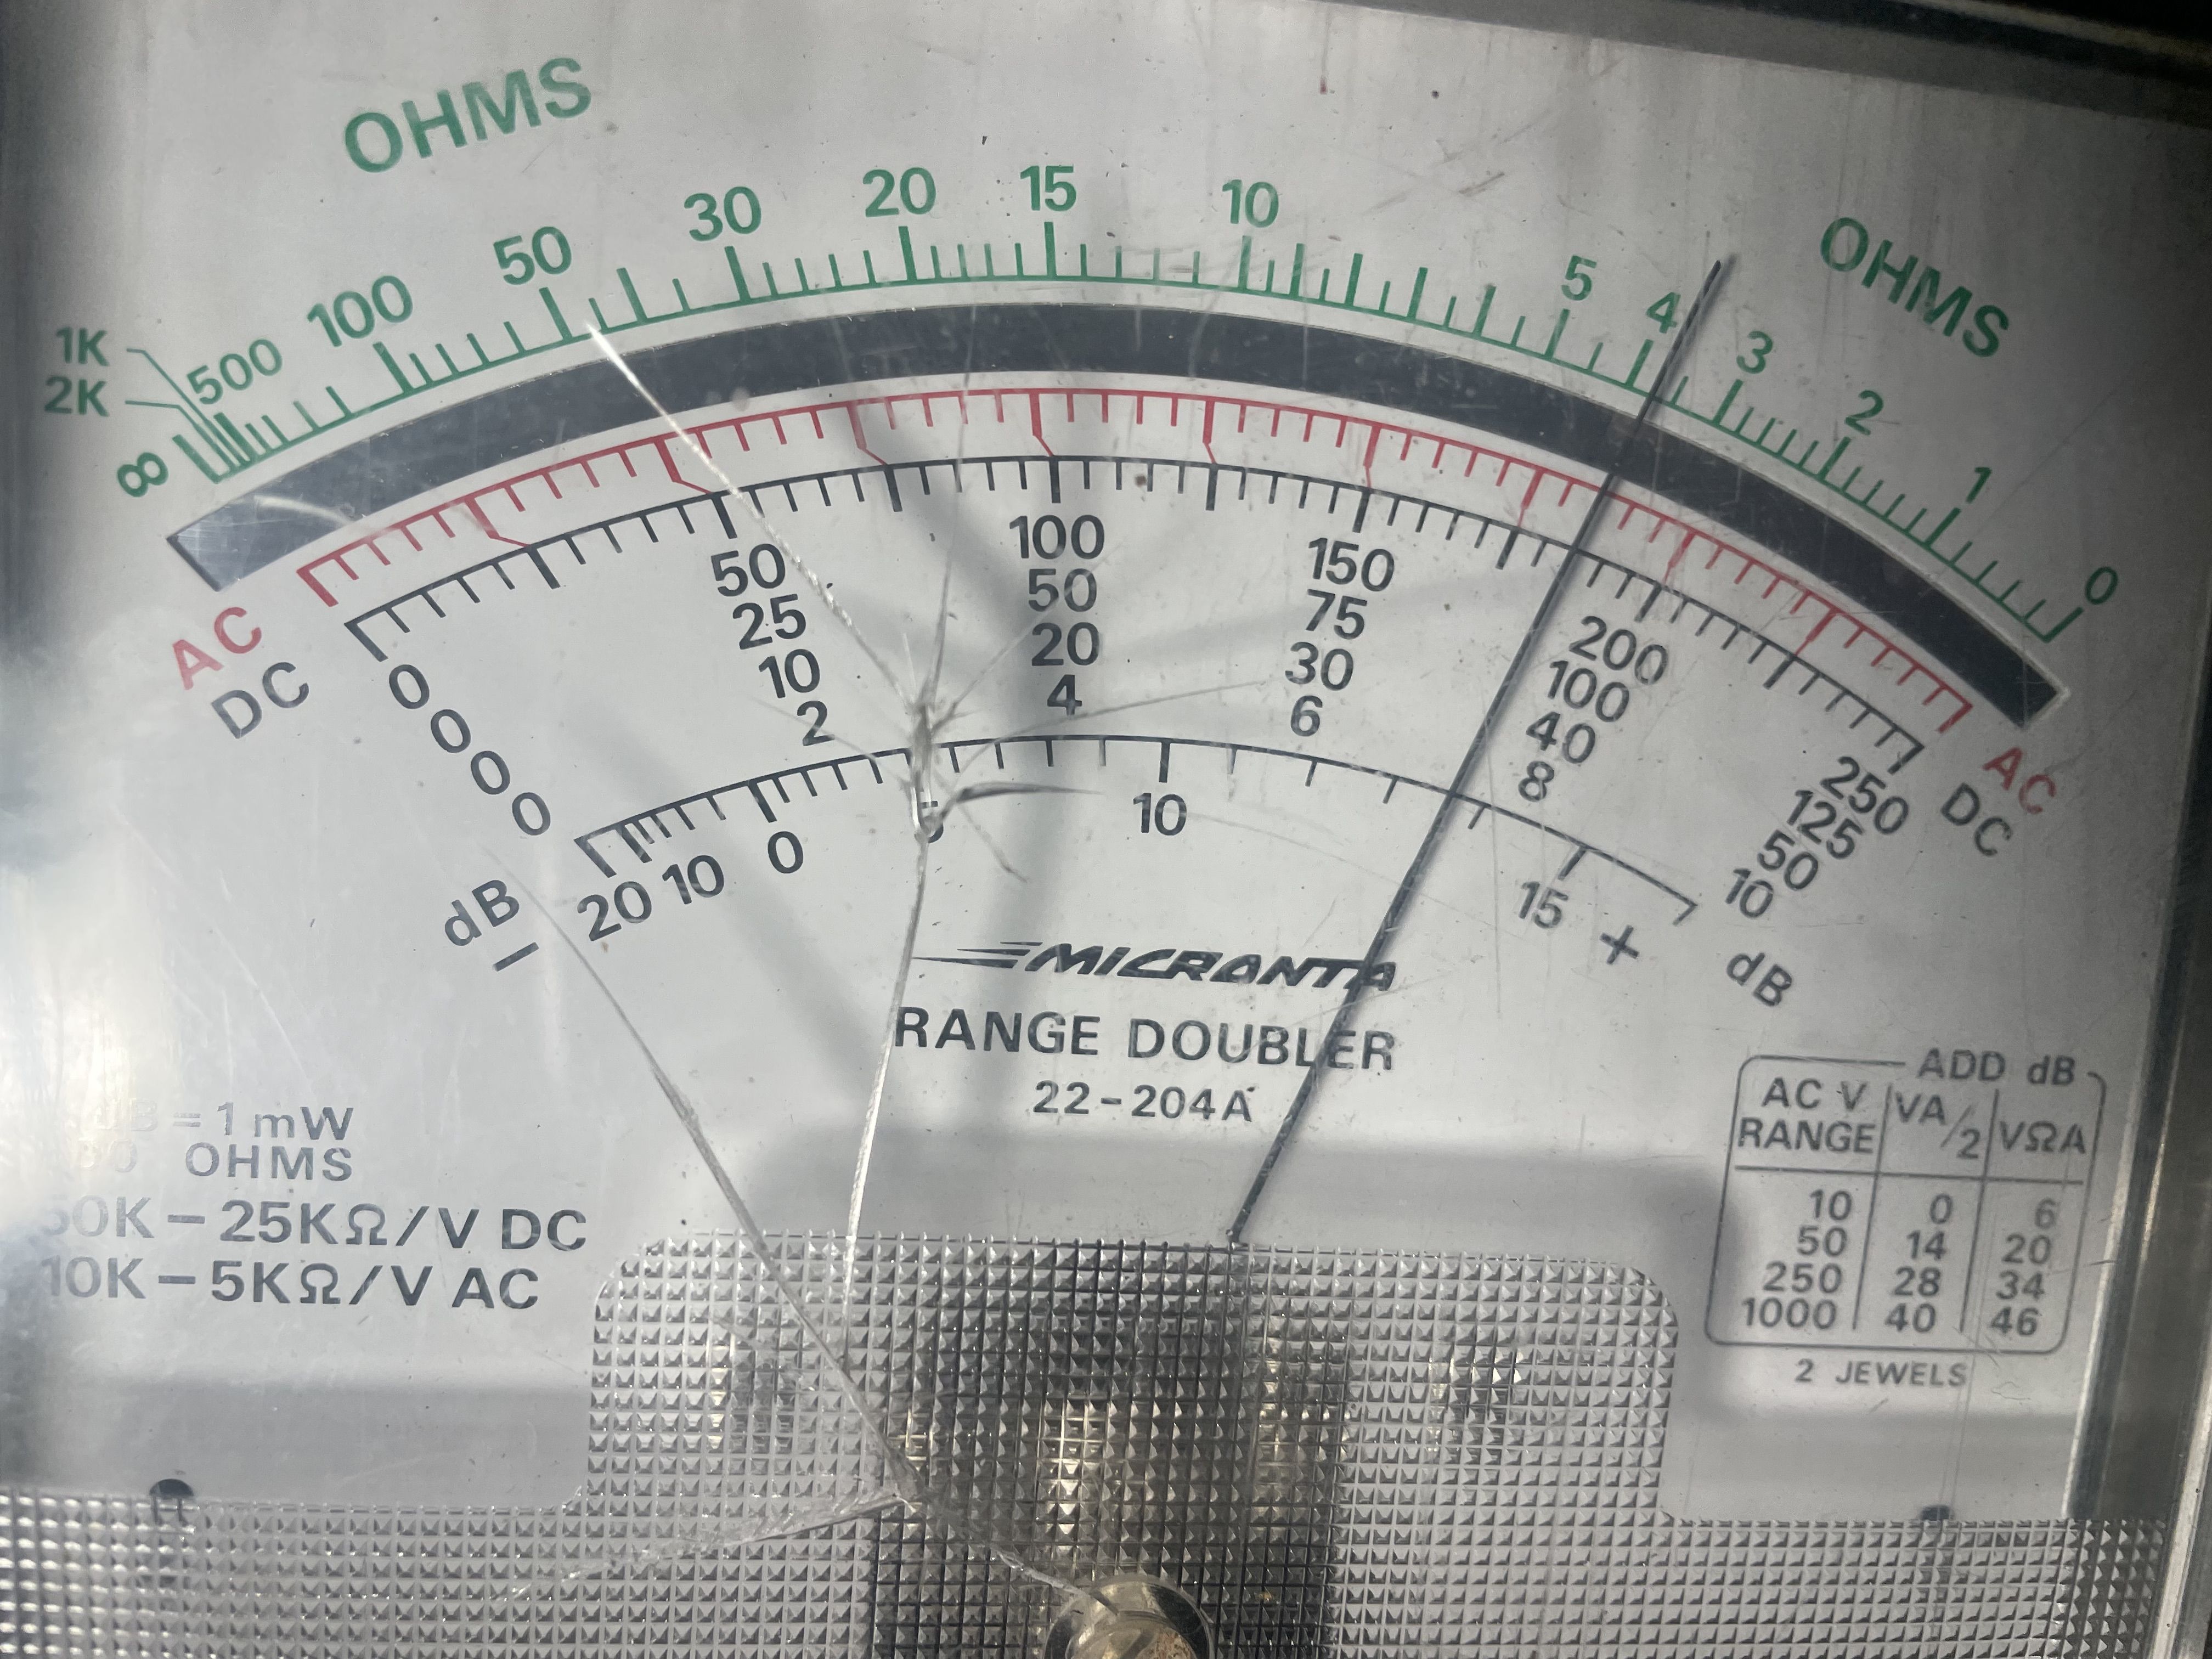 OHMS
OHMS
1K
2K
∞ 500 100 50 30 20 15 10 5 4 3 2 1 0
AC
DC
0 50 100 150 200 250
0 25 50 75 100 125
0 10 20 30 40 50
0 2 4 6 8 10
AC
DC
dB
−
20 10 0 5 10 15 +
dB
MICRONTA
RANGE DOUBLER
22-204A
= 1mW
OHMS
50K - 25KΩ/V DC
10K - 5KΩ/V AC
ADD dB
AC V RANGE VA/2 VΩA
10 0 6
50 14 20
250 28 34
1000 40 46
2 JEWELS